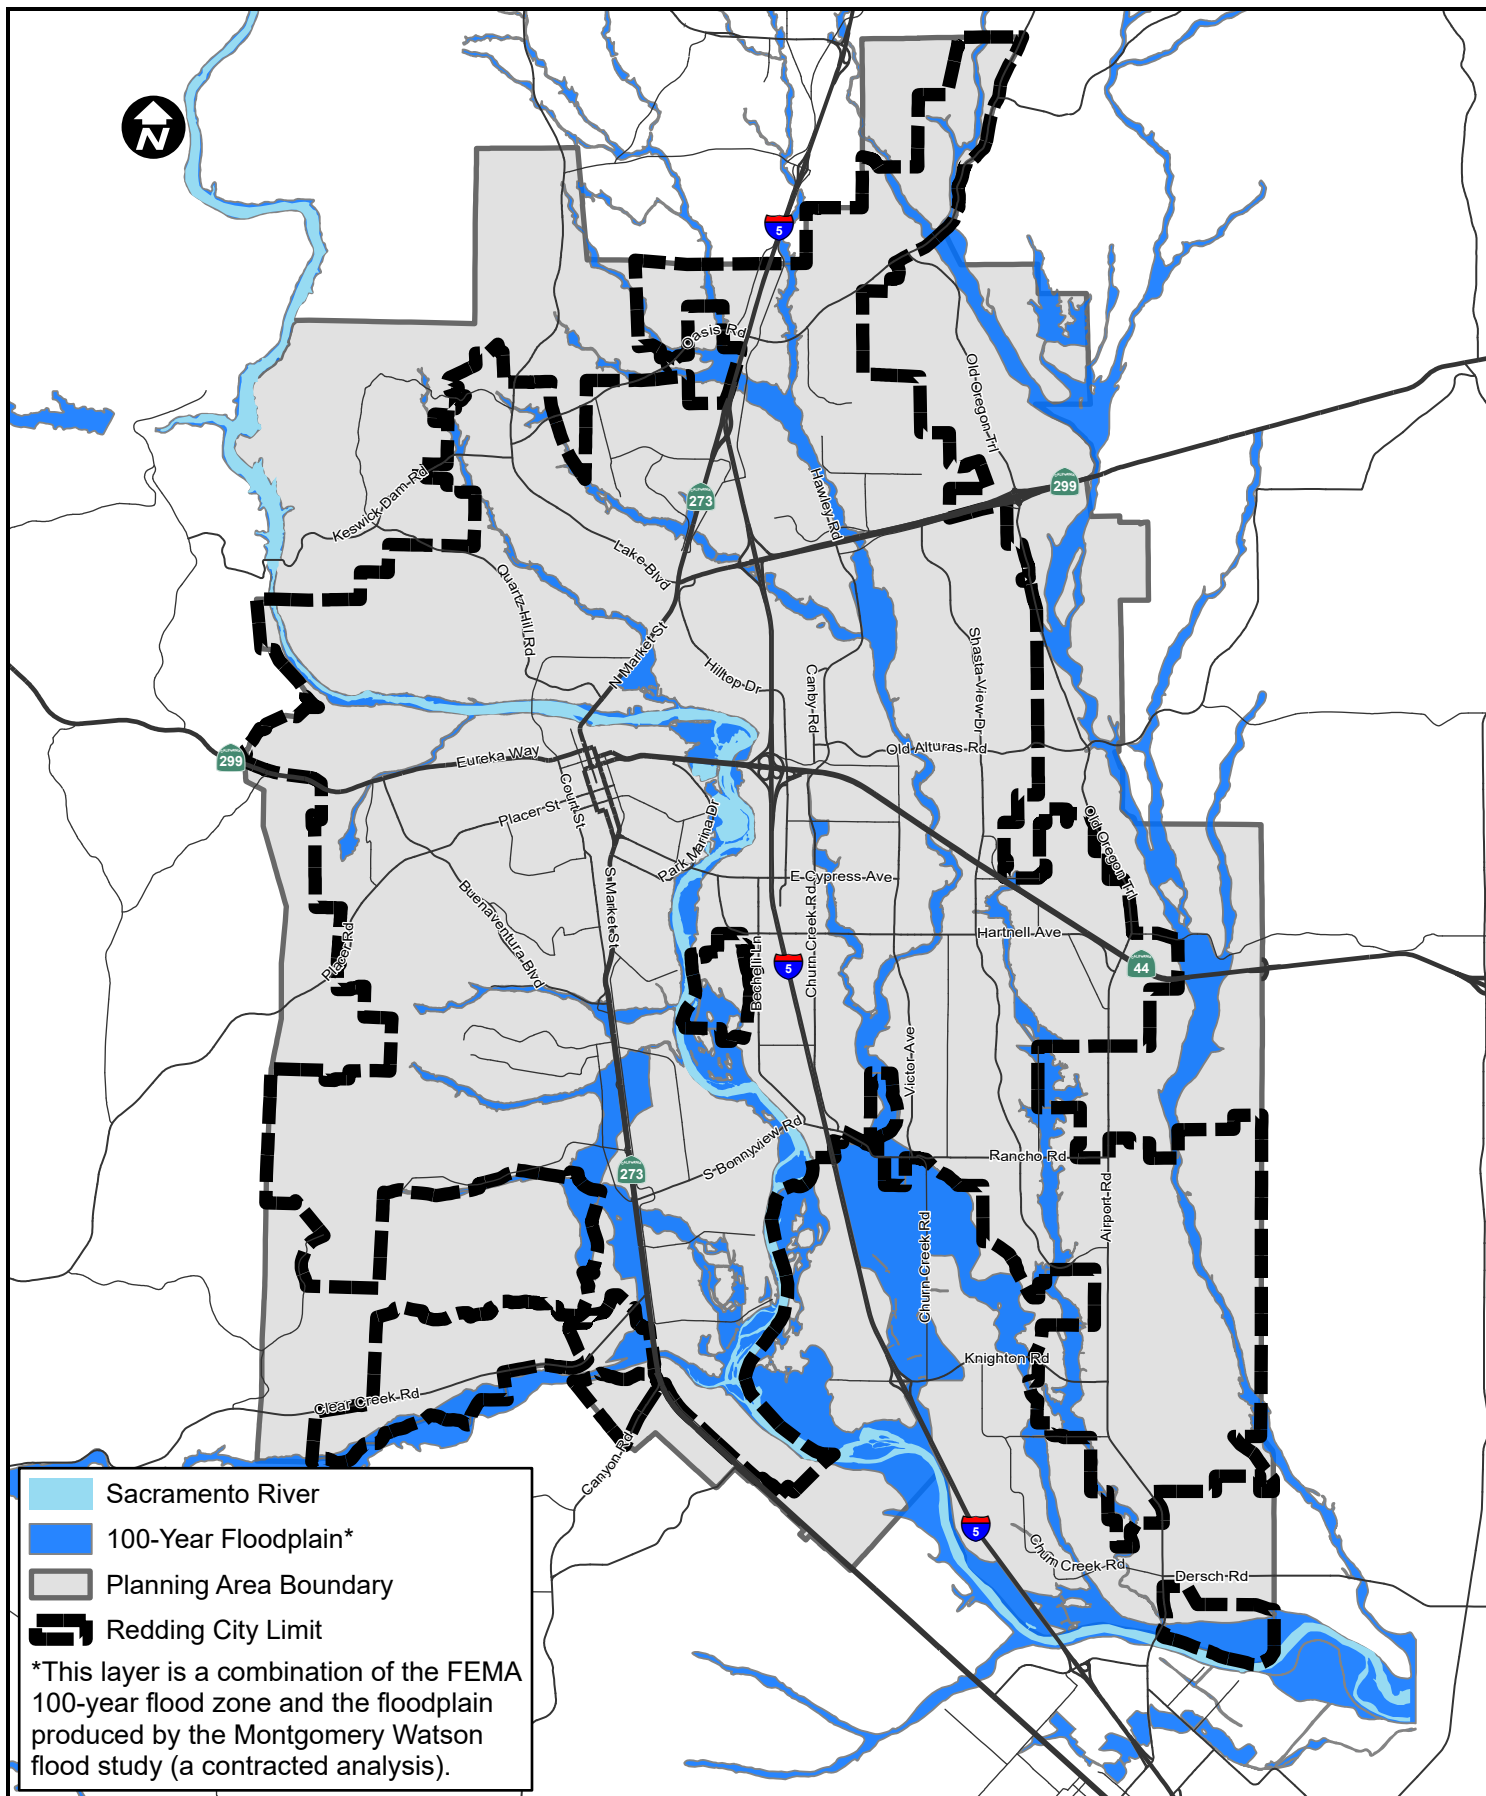 N
5
Oasis Rd
Old Oregon Trl
299
273
Hawley Rd
Keswick Dam Rd
Lake Blvd
Quartz Hill Rd
N Market St
Hilltop Dr
Canby Rd
Shasta View Dr
Old Alturas Rd
299
Eureka Way
Court St
Placer St
Park Marina Dr
Old Oregon Trl
E Cypress Ave
S Market St
Buenaventura Blvd
Churn Creek Rd
Hartnell Ave
Placer Rd
Bechelli Ln
5
44
Victor Ave
S Bonnyview Rd
Rancho Rd
273
Airport Rd
Churn Creek Rd
Knighton Rd
Clear Creek Rd
Canyon Rd
5
Churn Creek Rd
Dersch Rd
Sacramento River
100-Year Floodplain*
Planning Area Boundary
Redding City Limit
*This layer is a combination of the FEMA
100-year flood zone and the floodplain
produced by the Montgomery Watson
flood study (a contracted analysis).